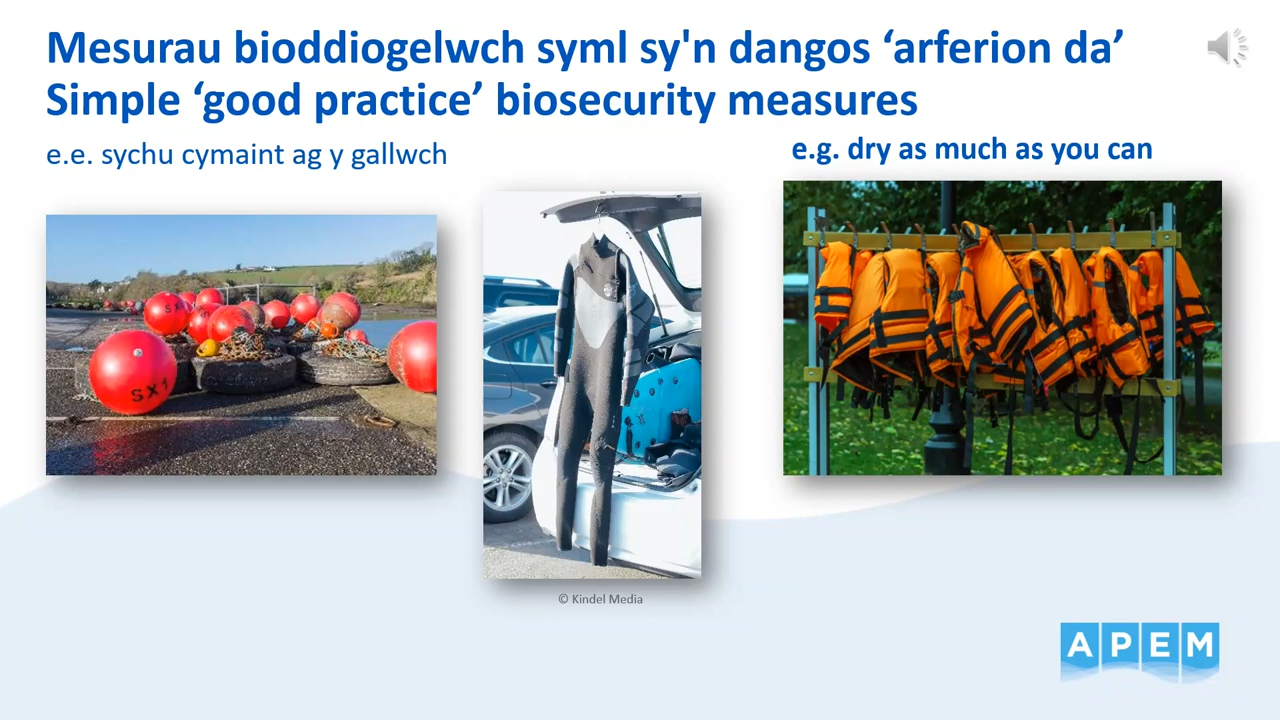 Mesurau bioddiogelwch syml sy'n dangos ‘arferion da’
Simple ‘good practice’ biosecurity measures
e.e. sychu cymaint ag y gallwch
e.g. dry as much as you can
SX1
© Kindel Media
APEM